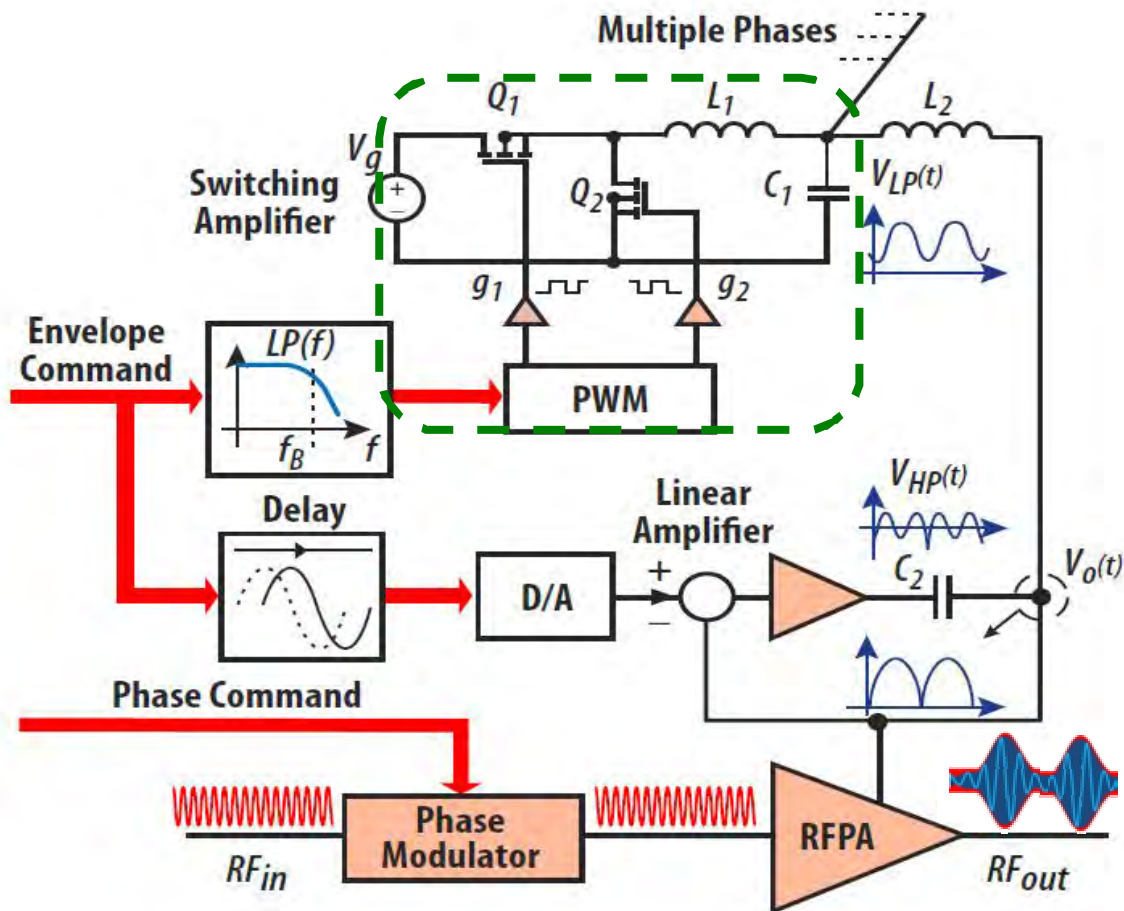 Multiple Phases
Q1
L1
L2
Vg
+
−
Switching
Amplifier
Q2
C1
VLP(t)
g1
g2
Envelope
Command
LP(f)
fB
f
PWM
Delay
Linear
Amplifier
VHP(t)
D/A
+
−
C2
Vo(t)
Phase Command
Phase
Modulator
RFPA
RFin
RFout